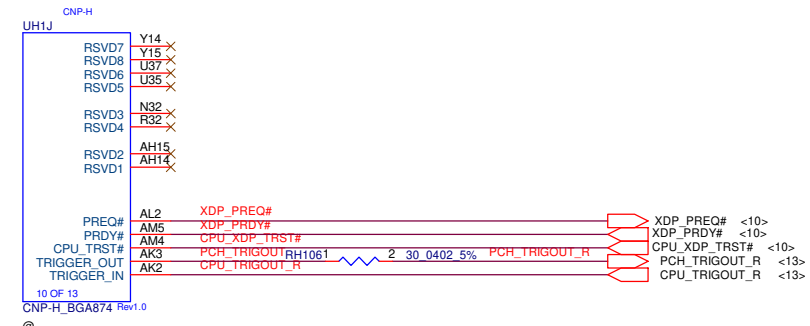 CNP-H
UH1J
RSVD7 Y14
RSVD8 Y15
RSVD6 U37
RSVD5 U35
RSVD3 N32
RSVD4 R32
RSVD2 AH15
RSVD1 AH14
PREQ# AL2 XDP_PREQ# XDP_PREQ# <10>
PRDY# AM5 XDP_PRDY# XDP_PRDY# <10>
CPU_TRST# AM4 CPU_XDP_TRST# CPU_XDP_TRST# <10>
TRIGGER_OUT AK3 PCH_TRIGOUT RH106 1 2 30_0402_5% PCH_TRIGOUT_R PCH_TRIGOUT_R <13>
TRIGGER_IN AK2 CPU_TRIGOUT_R CPU_TRIGOUT_R <13>
10 OF 13
CNP-H_BGA874 Rev1.0
@